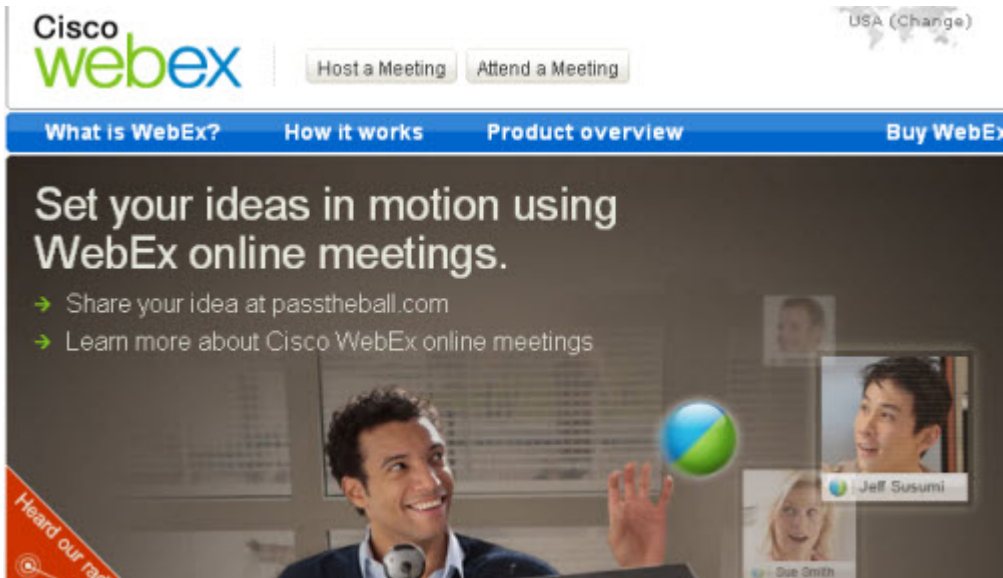 Cisco
webex
Host a Meeting
Attend a Meeting
USA (Change)
What is WebEx?
How it works
Product overview
Buy WebEx
Set your ideas in motion using
WebEx online meetings.
Share your idea at passtheball.com
Learn more about Cisco WebEx online meetings
Jeff Susumi
Sue Smith
Heard our